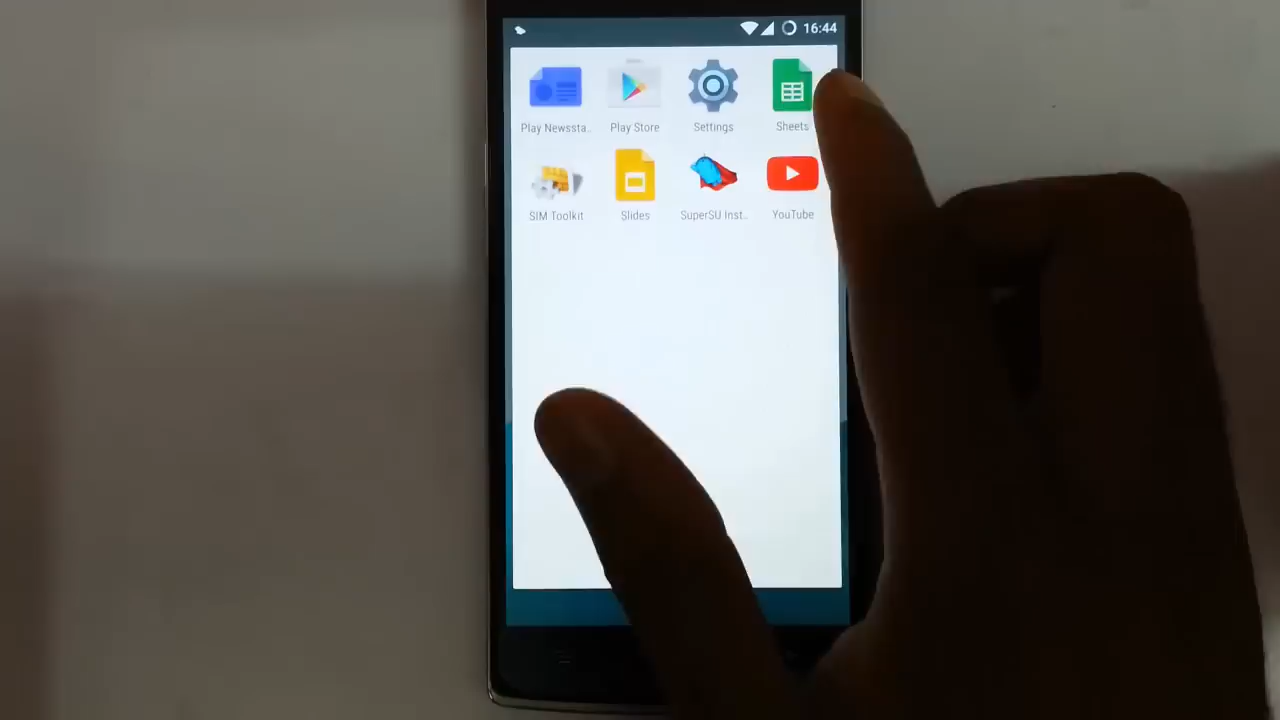 16:44
Play Newssta..
Play Store
Settings
Sheets
SIM Toolkit
Slides
SuperSU Inst..
YouTube